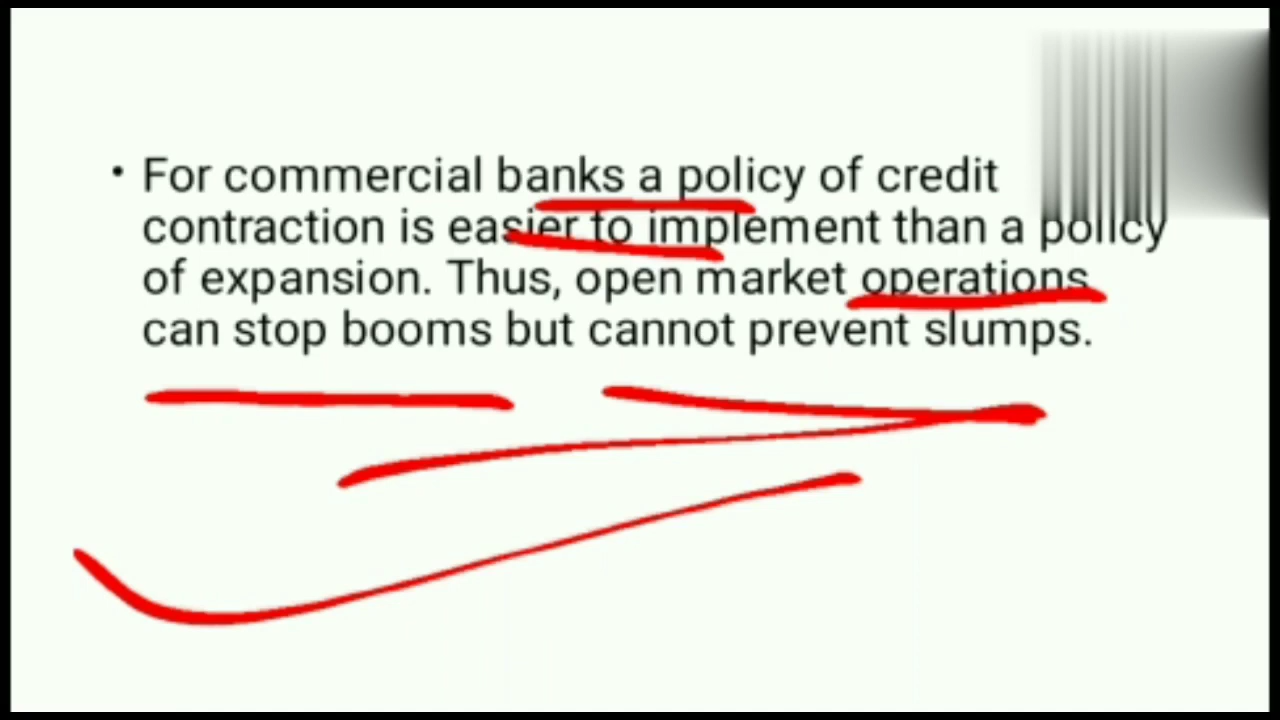 • For commercial banks a policy of credit
contraction is easier to implement than a policy
of expansion. Thus, open market operations
can stop booms but cannot prevent slumps.